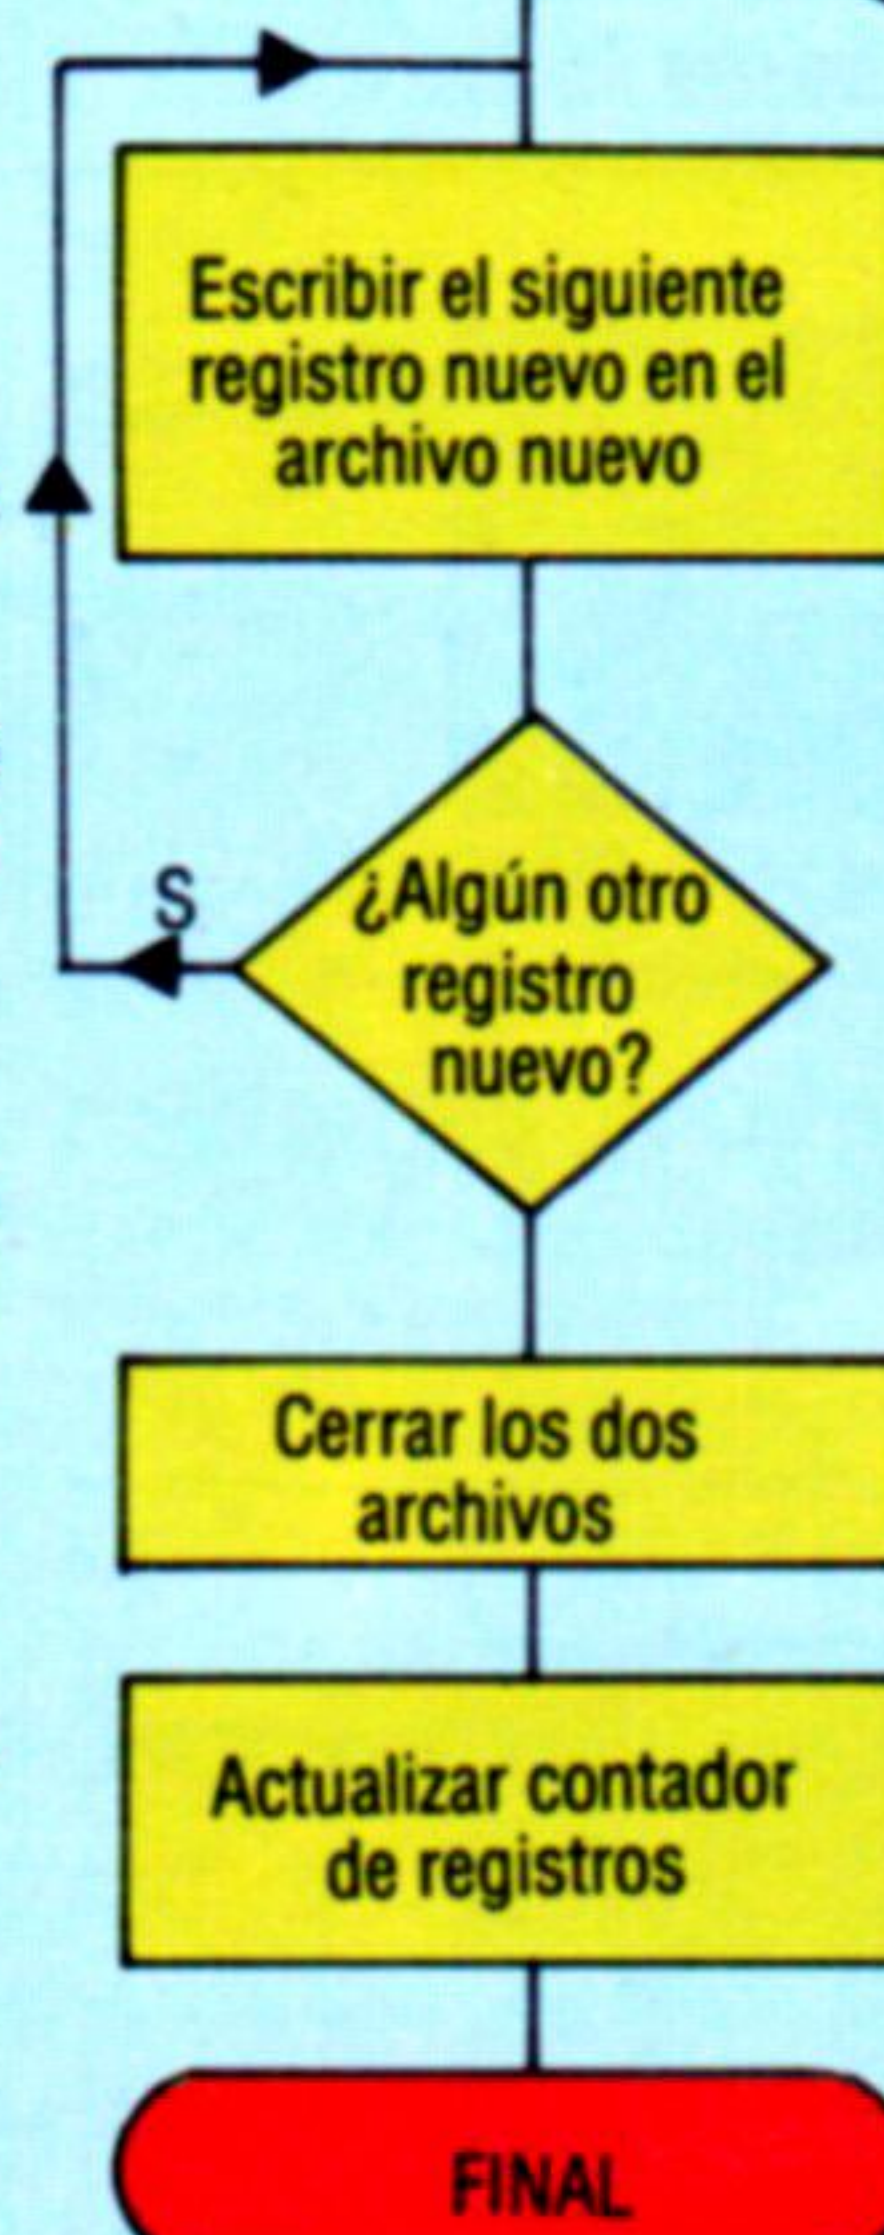 Escribir el siguiente
registro nuevo en el
archivo nuevo
S
¿Algún otro
registro
nuevo?
Cerrar los dos
archivos
Actualizar contador
de registros
FINAL